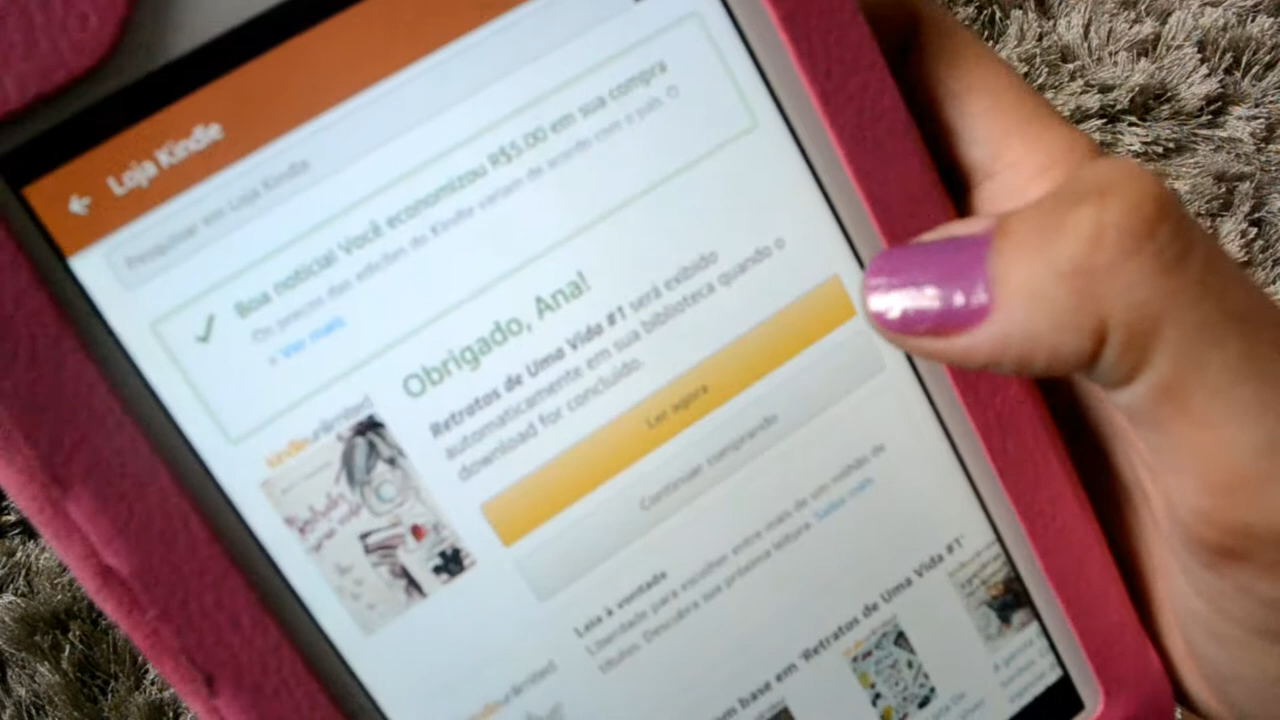 Loja Kindle
Pesquisar em Loja Kindle
Boa notícia! Você economizou R$5.00 em sua compra
Os preços das edições do Kindle variam de acordo com o país. O
» Ver mais
Obrigado, Ana!
Retratos de Uma Vida #1 será exibido
automaticamente em sua biblioteca quando o
download for concluído.
kindleunlimited
Ler agora
Continuar comprando
Leia à vontade
Liberdade para escolher entre mais de um milhão de
títulos. Descubra sua próxima leitura. Saiba mais
kindleunlimited
com base em 'Retratos de Uma Vida #1'